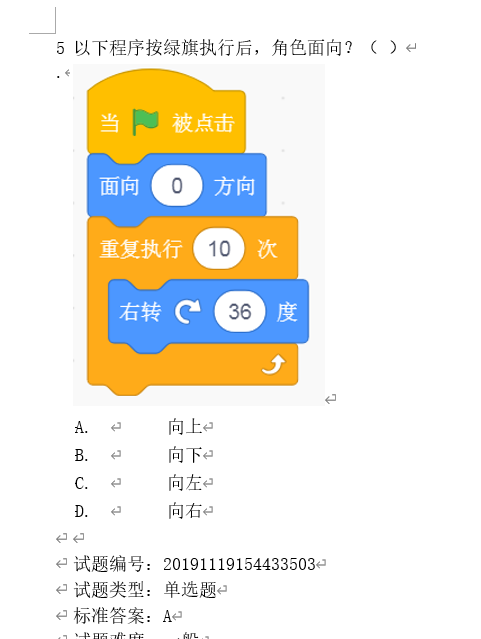 5 以下程序按绿旗执行后，角色面向？（ ）
.
当 被点击
面向 0 方向
重复执行 10 次
右转 36 度
A. 向上
B. 向下
C. 向左
D. 向右
试题编号：20191119154433503
试题类型：单选题
标准答案：A